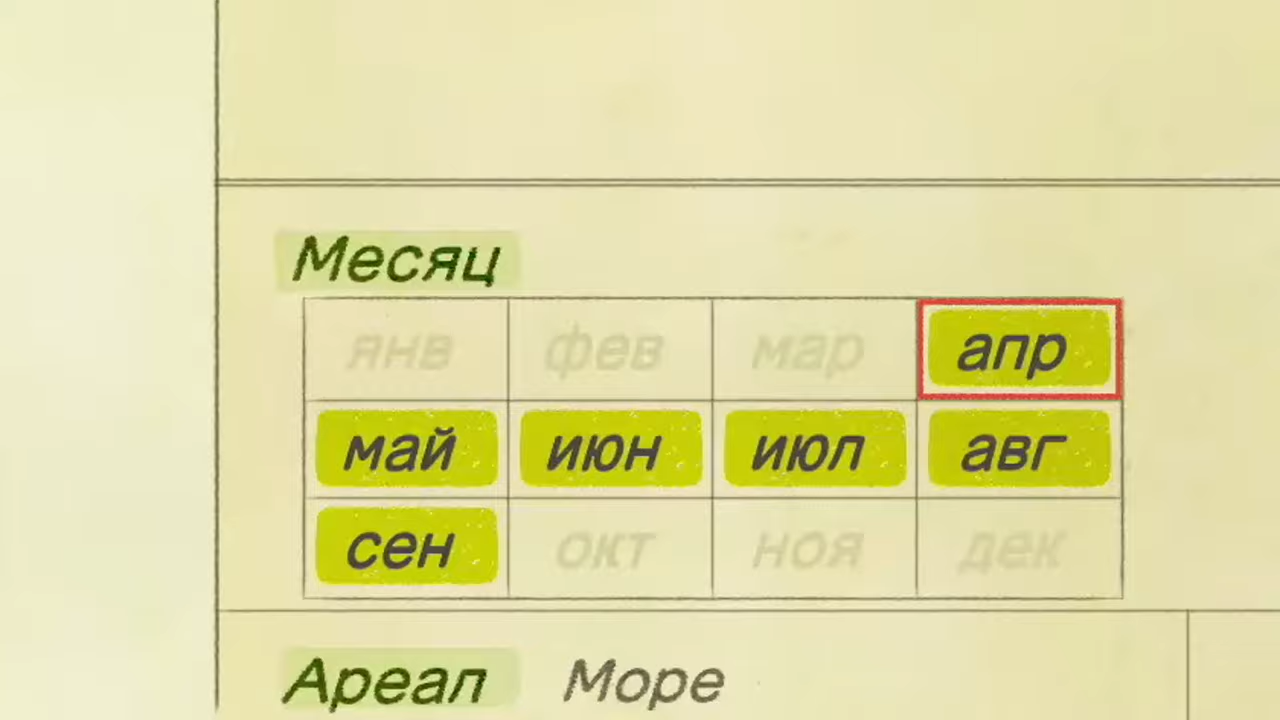 Месяц
янв фев мар апр
май июн июл авг
сен окт ноя дек
Ареал Море